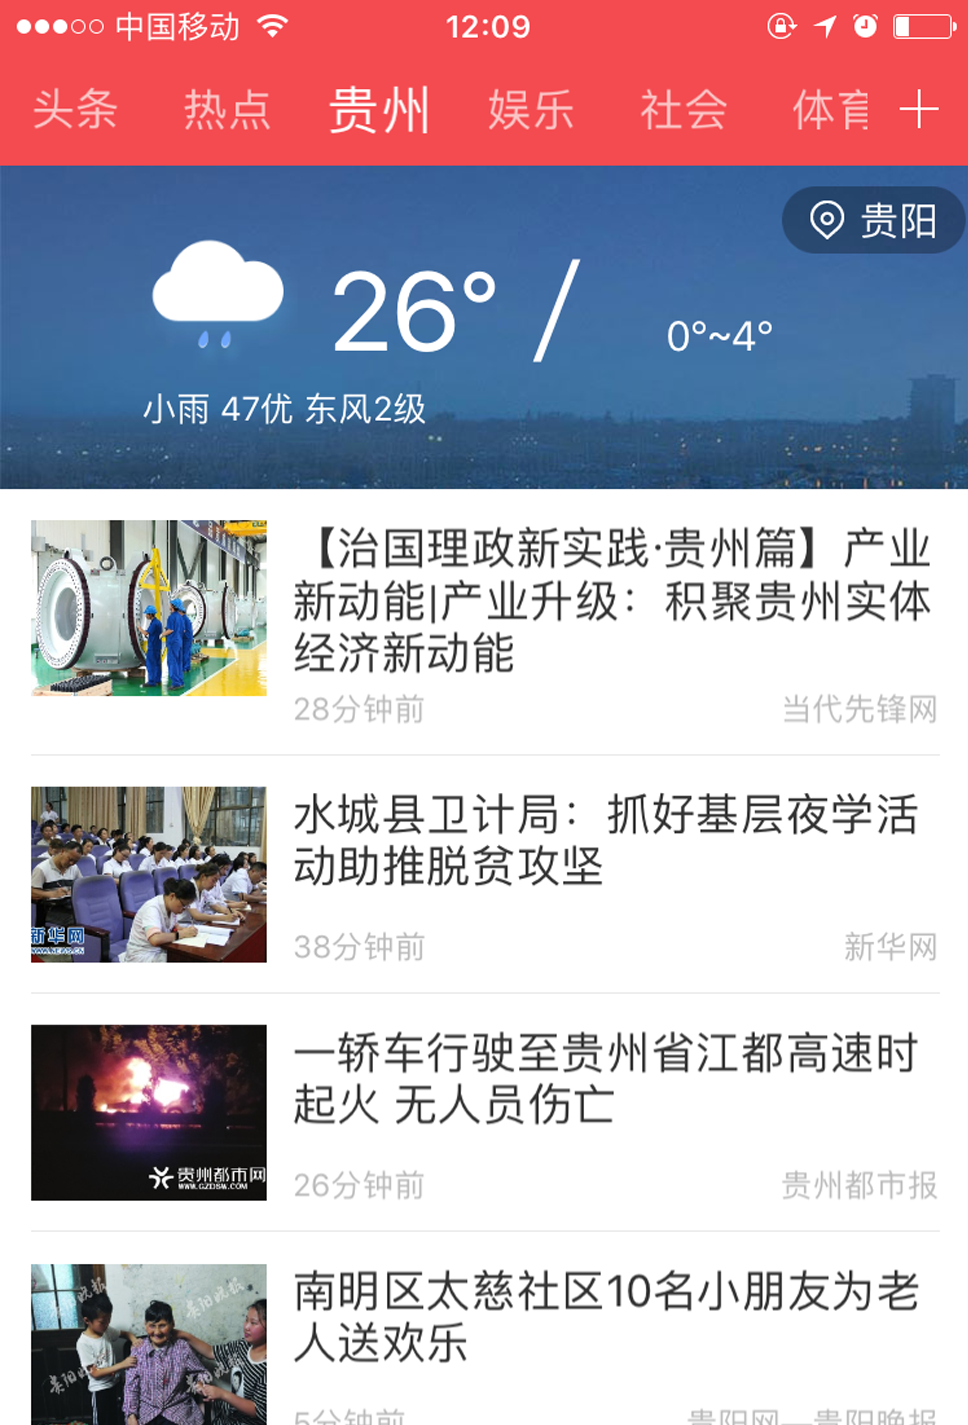 中国移动 12:09
头条 热点 贵州 娱乐 社会 体育
贵阳
26° / 0°~4°
小雨 47优 东风2级
【治国理政新实践·贵州篇】产业
新动能|产业升级：积聚贵州实体
经济新动能
28分钟前 当代先锋网
水城县卫计局：抓好基层夜学活
动助推脱贫攻坚
新华网
WWW.NEWS.CN
38分钟前 新华网
一轿车行驶至贵州省江都高速时
起火 无人员伤亡
贵州都市网
WWW.GZDSW.COM
26分钟前 贵州都市报
南明区太慈社区10名小朋友为老
人送欢乐
贵阳晚报
贵阳晚报
贵阳晚报
贵阳晚报
5分钟前 贵阳网—贵阳晚报